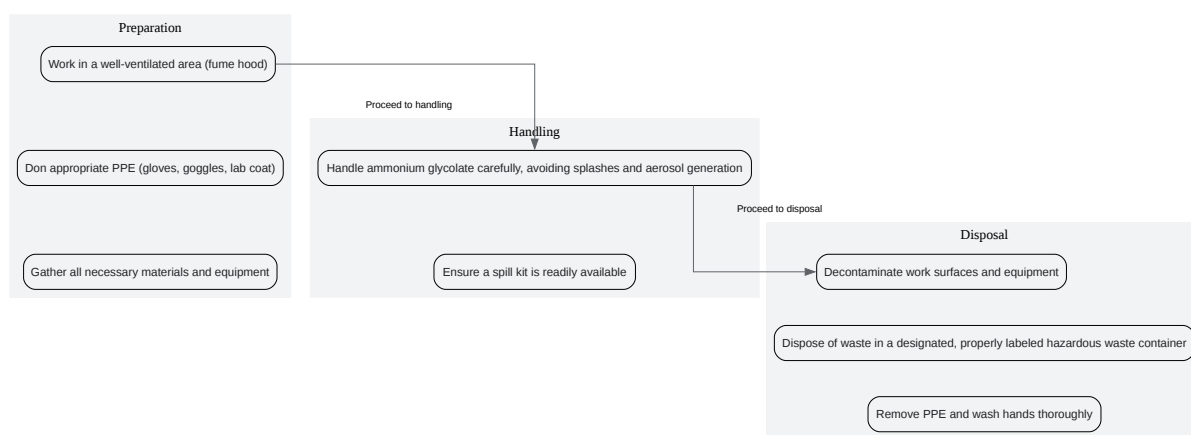 Preparation
Work in a well-ventilated area (fume hood)
Don appropriate PPE (gloves, goggles, lab coat)
Gather all necessary materials and equipment
Proceed to handling
Handling
Handle ammonium glycolate carefully, avoiding splashes and aerosol generation
Ensure a spill kit is readily available
Proceed to disposal
Disposal
Decontaminate work surfaces and equipment
Dispose of waste in a designated, properly labeled hazardous waste container
Remove PPE and wash hands thoroughly